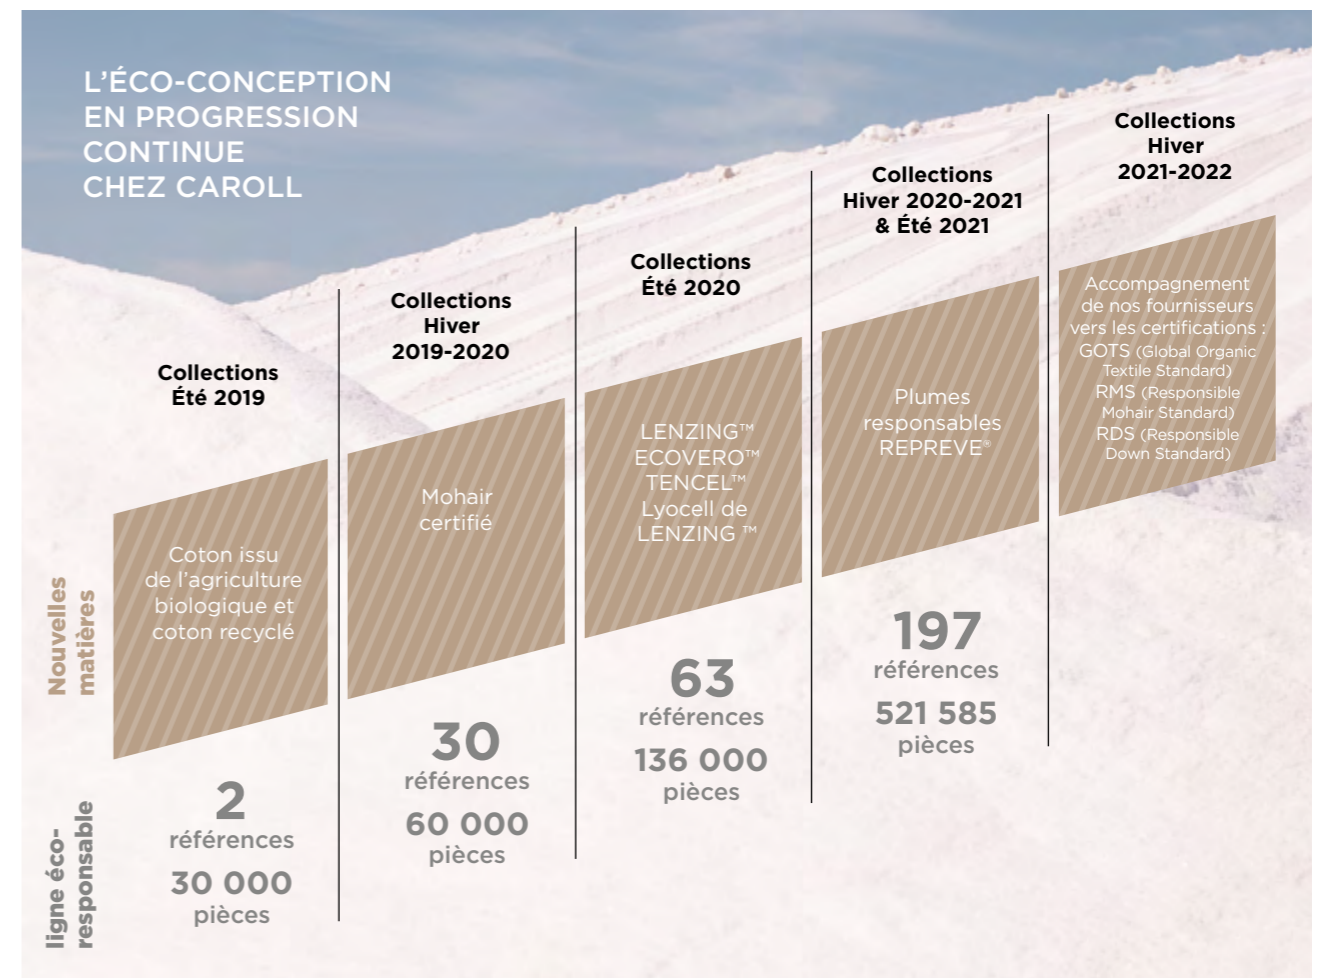 L'ÉCO-CONCEPTION
EN PROGRESSION
CONTINUE
CHEZ CAROLL
Nouvelles
matières
ligne éco-
responsable
Collections
Été 2019
Coton issu
de l'agriculture
biologique et
coton recyclé
2
références
30 000
pièces
Collections
Hiver
2019-2020
Mohair
certifié
30
références
60 000
pièces
Collections
Été 2020
LENZING™
ECOVERO™
TENCEL™
Lyocell de
LENZING ™
63
références
136 000
pièces
Collections
Hiver 2020-2021
& Été 2021
Plumes
responsables
REPREVE®
197
références
521 585
pièces
Collections
Hiver
2021-2022
Accompagnement
de nos fournisseurs
vers les certifications :
GOTS (Global Organic
Textile Standard)
RMS (Responsible
Mohair Standard)
RDS (Responsible
Down Standard)